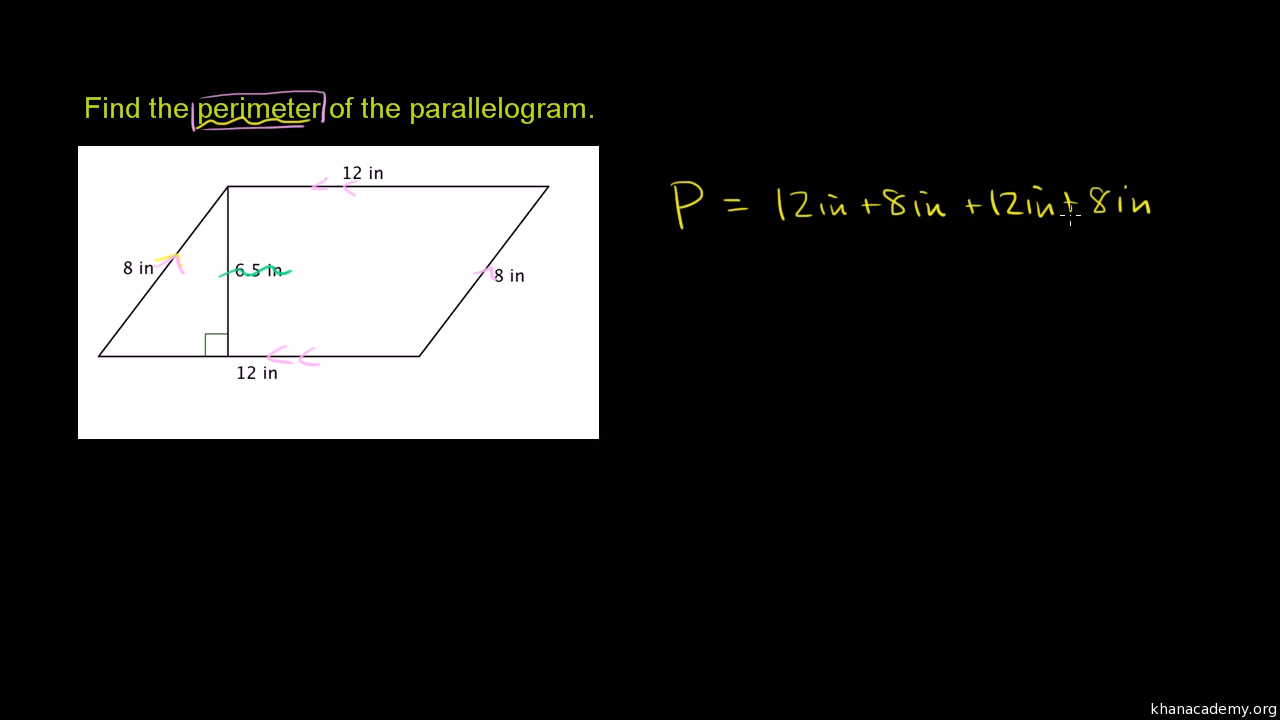 Find the perimeter of the parallelogram.
12 in
P = 12in + 8in + 12in + 8in
8 in
6.5 in
8 in
12 in
khanacademy.org